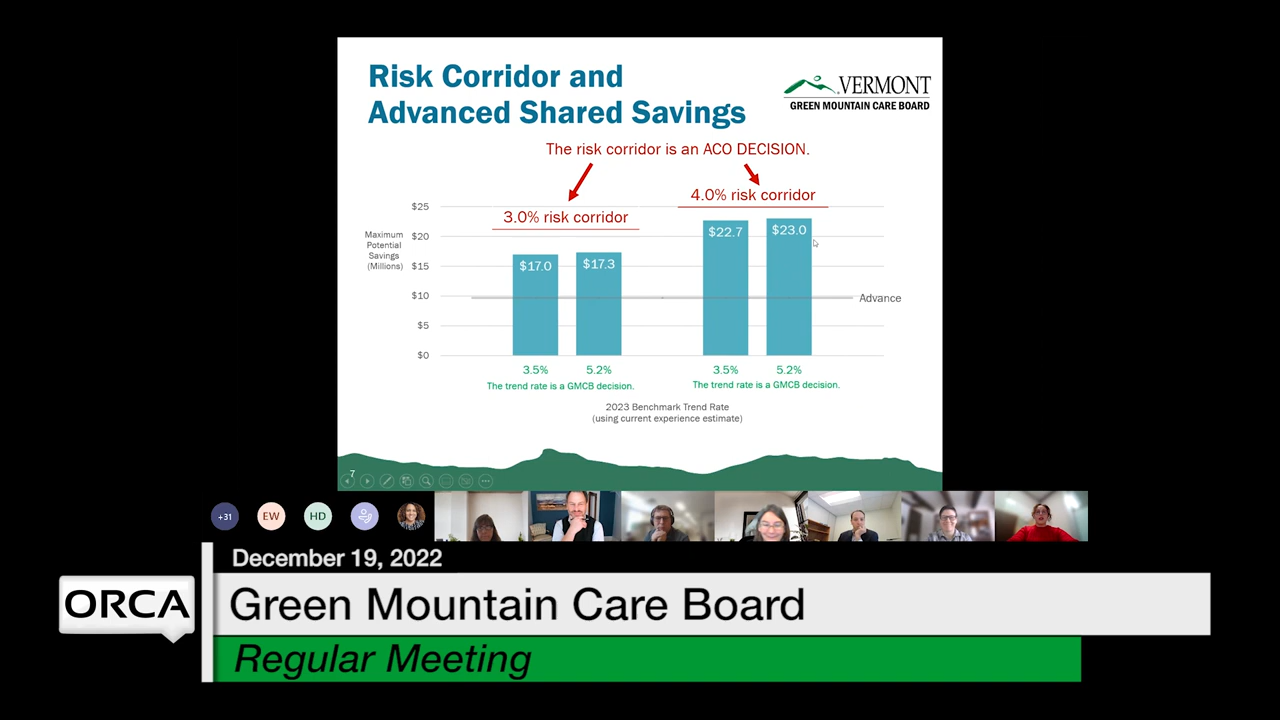 Risk Corridor and
Advanced Shared Savings
VERMONT
GREEN MOUNTAIN CARE BOARD
The risk corridor is an ACO DECISION.
3.0% risk corridor
4.0% risk corridor
Maximum
Potential
Savings
(Millions)
$25
$20
$15
$10
$5
$0
$17.0
$17.3
$22.7
$23.0
Advance
3.5%
5.2%
3.5%
5.2%
The trend rate is a GMCB decision.
The trend rate is a GMCB decision.
2023 Benchmark Trend Rate
(using current experience estimate)
7
+31
EW
HD
December 19, 2022
ORCA
Green Mountain Care Board
Regular Meeting